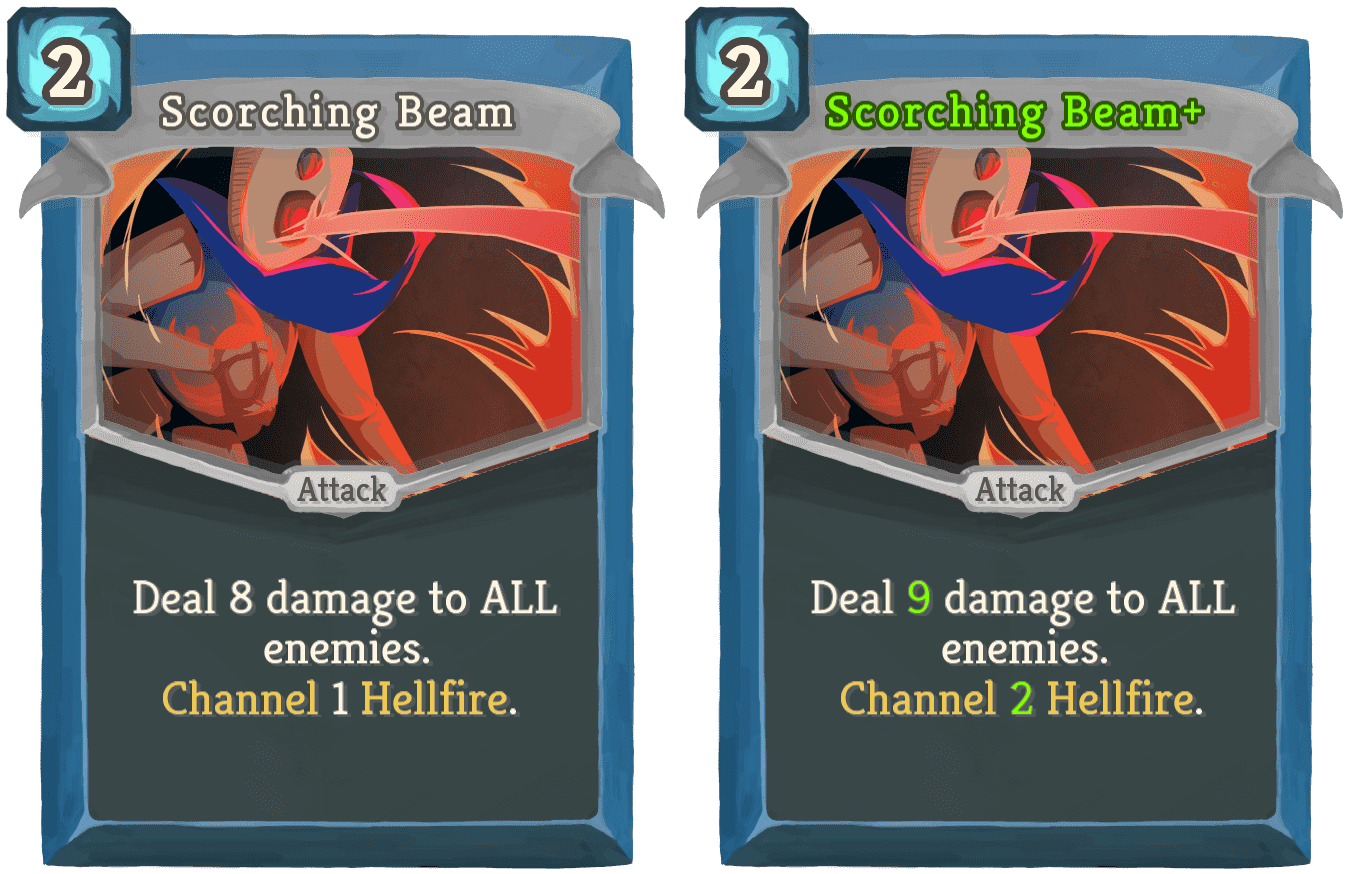 2
Scorching Beam
Attack
Deal 8 damage to ALL
enemies.
Channel 1 Hellfire.
2
Scorching Beam+
Attack
Deal 9 damage to ALL
enemies.
Channel 2 Hellfire.